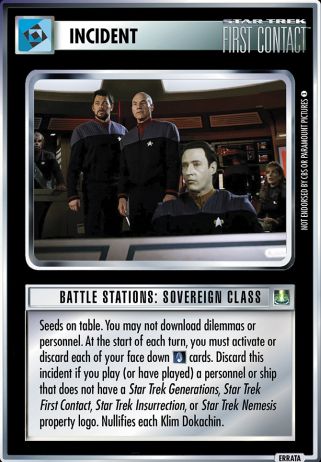 INCIDENT
STAR TREK
FIRST CONTACT
NOT ENDORSED BY CBS OR PARAMOUNT PICTURES
BATTLE STATIONS: SOVEREIGN CLASS
Seeds on table. You may not download dilemmas or
personnel. At the start of each turn, you must activate or
discard each of your face down cards. Discard this
incident if you play (or have played) a personnel or ship
that does not have a Star Trek Generations, Star Trek
First Contact, Star Trek Insurrection, or Star Trek Nemesis
property logo. Nullifies each Klim Dokachin.
ERRATA